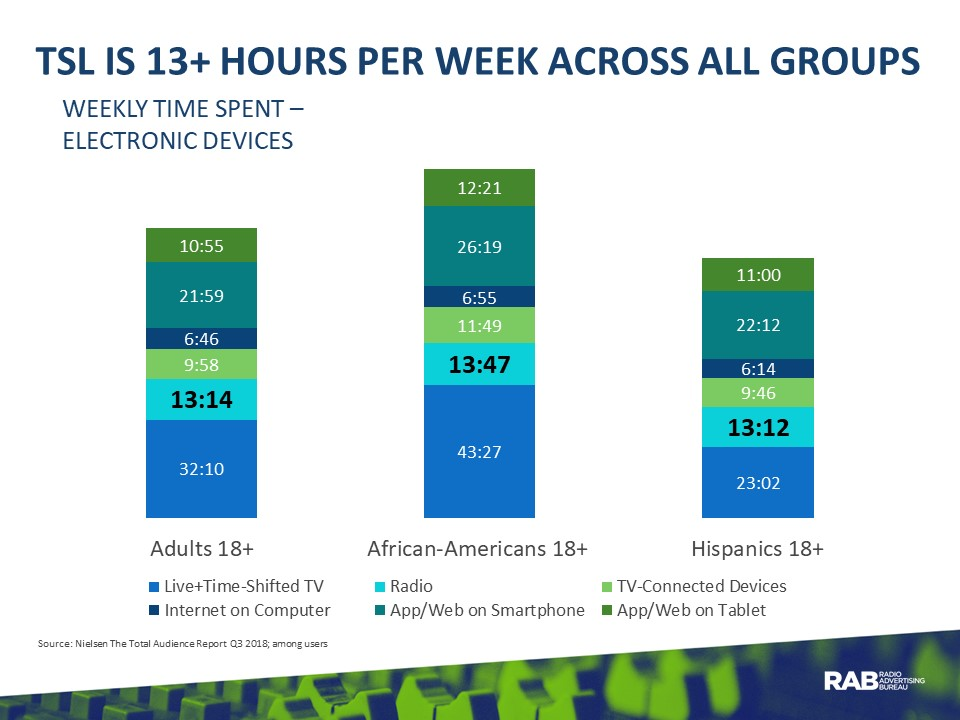 TSL IS 13+ HOURS PER WEEK ACROSS ALL GROUPS
WEEKLY TIME SPENT –
ELECTRONIC DEVICES
10:55
21:59
6:46
9:58
13:14
32:10
12:21
26:19
6:55
11:49
13:47
43:27
11:00
22:12
6:14
9:46
13:12
23:02
Adults 18+
African-Americans 18+
Hispanics 18+
Live+Time-Shifted TV
Radio
TV-Connected Devices
Internet on Computer
App/Web on Smartphone
App/Web on Tablet
Source: Nielsen The Total Audience Report Q3 2018; among users
RAB
RADIO
ADVERTISING
BUREAU